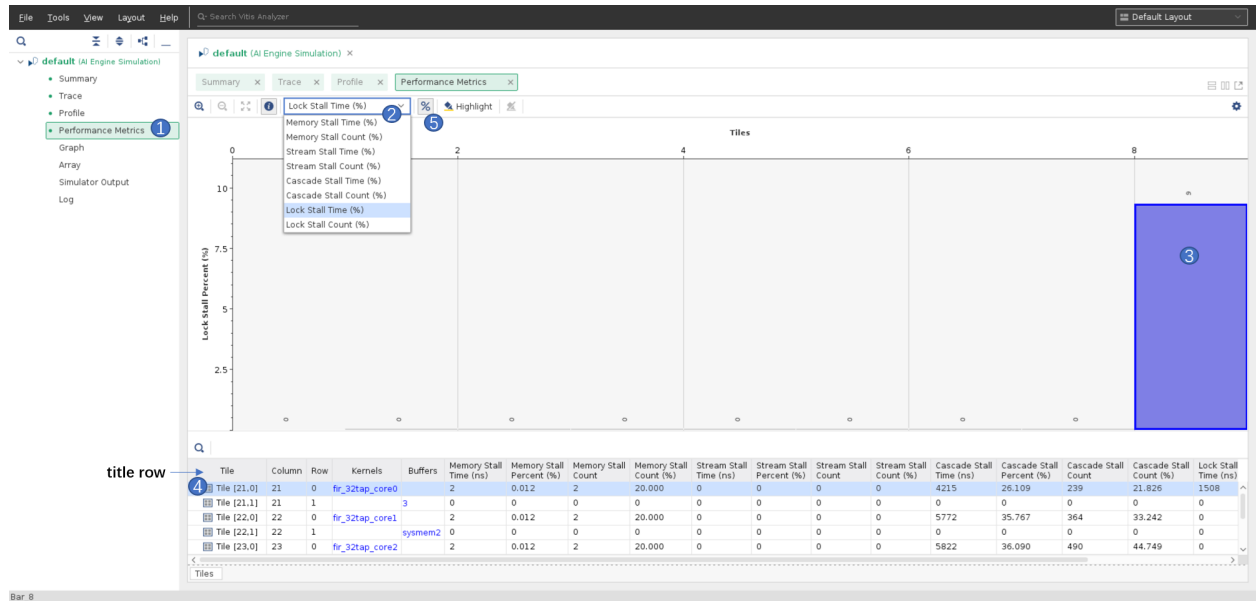 File Tools View Layout Help
Search Vitis Analyzer
Default Layout
default (AI Engine Simulation)
Summary
Trace
Profile
Performance Metrics 1
Graph
Array
Simulator Output
Log
default (AI Engine Simulation) ×
Summary × Trace × Profile × Performance Metrics ×
Lock Stall Time (%) 2 % 5 Highlight
Memory Stall Time (%)
Memory Stall Count (%)
Stream Stall Time (%)
Stream Stall Count (%)
Cascade Stall Time (%)
Cascade Stall Count (%)
Lock Stall Time (%)
Lock Stall Count (%)
Tiles
0 2 4 6 8
10
7.5
5
2.5
Lock Stall Percent (%)
0 0 0 0 0 0 0 0 9
3
title row
4
Tile Column Row Kernels Buffers Memory Stall Time (ns) Memory Stall Percent (%) Memory Stall Count Memory Stall Count (%) Stream Stall Time (ns) Stream Stall Percent (%) Stream Stall Count Stream Stall Count (%) Cascade Stall Time (ns) Cascade Stall Percent (%) Cascade Stall Count Cascade Stall Count (%) Lock Stall Time (ns)
Tile [21,0] 21 0 fir_32tap_core0 2 0.012 2 20.000 0 0 0 0 4215 26.109 239 21.826 1508
Tile [21,1] 21 1 3 0 0 0 0 0 0 0 0 0 0 0 0 0
Tile [22,0] 22 0 fir_32tap_core1 2 0.012 2 20.000 0 0 0 0 5772 35.767 364 33.242 0
Tile [22,1] 22 1 sysmem2 0 0 0 0 0 0 0 0 0 0 0 0 0
Tile [23,0] 23 0 fir_32tap_core2 2 0.012 2 20.000 0 0 0 0 5822 36.090 490 44.749 0
Tiles
Bar 8